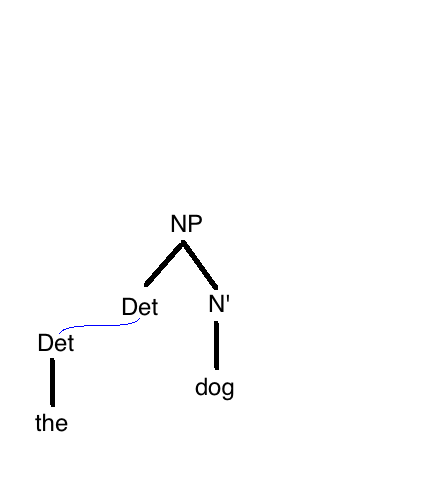 NP
Det N'
Det
dog
the